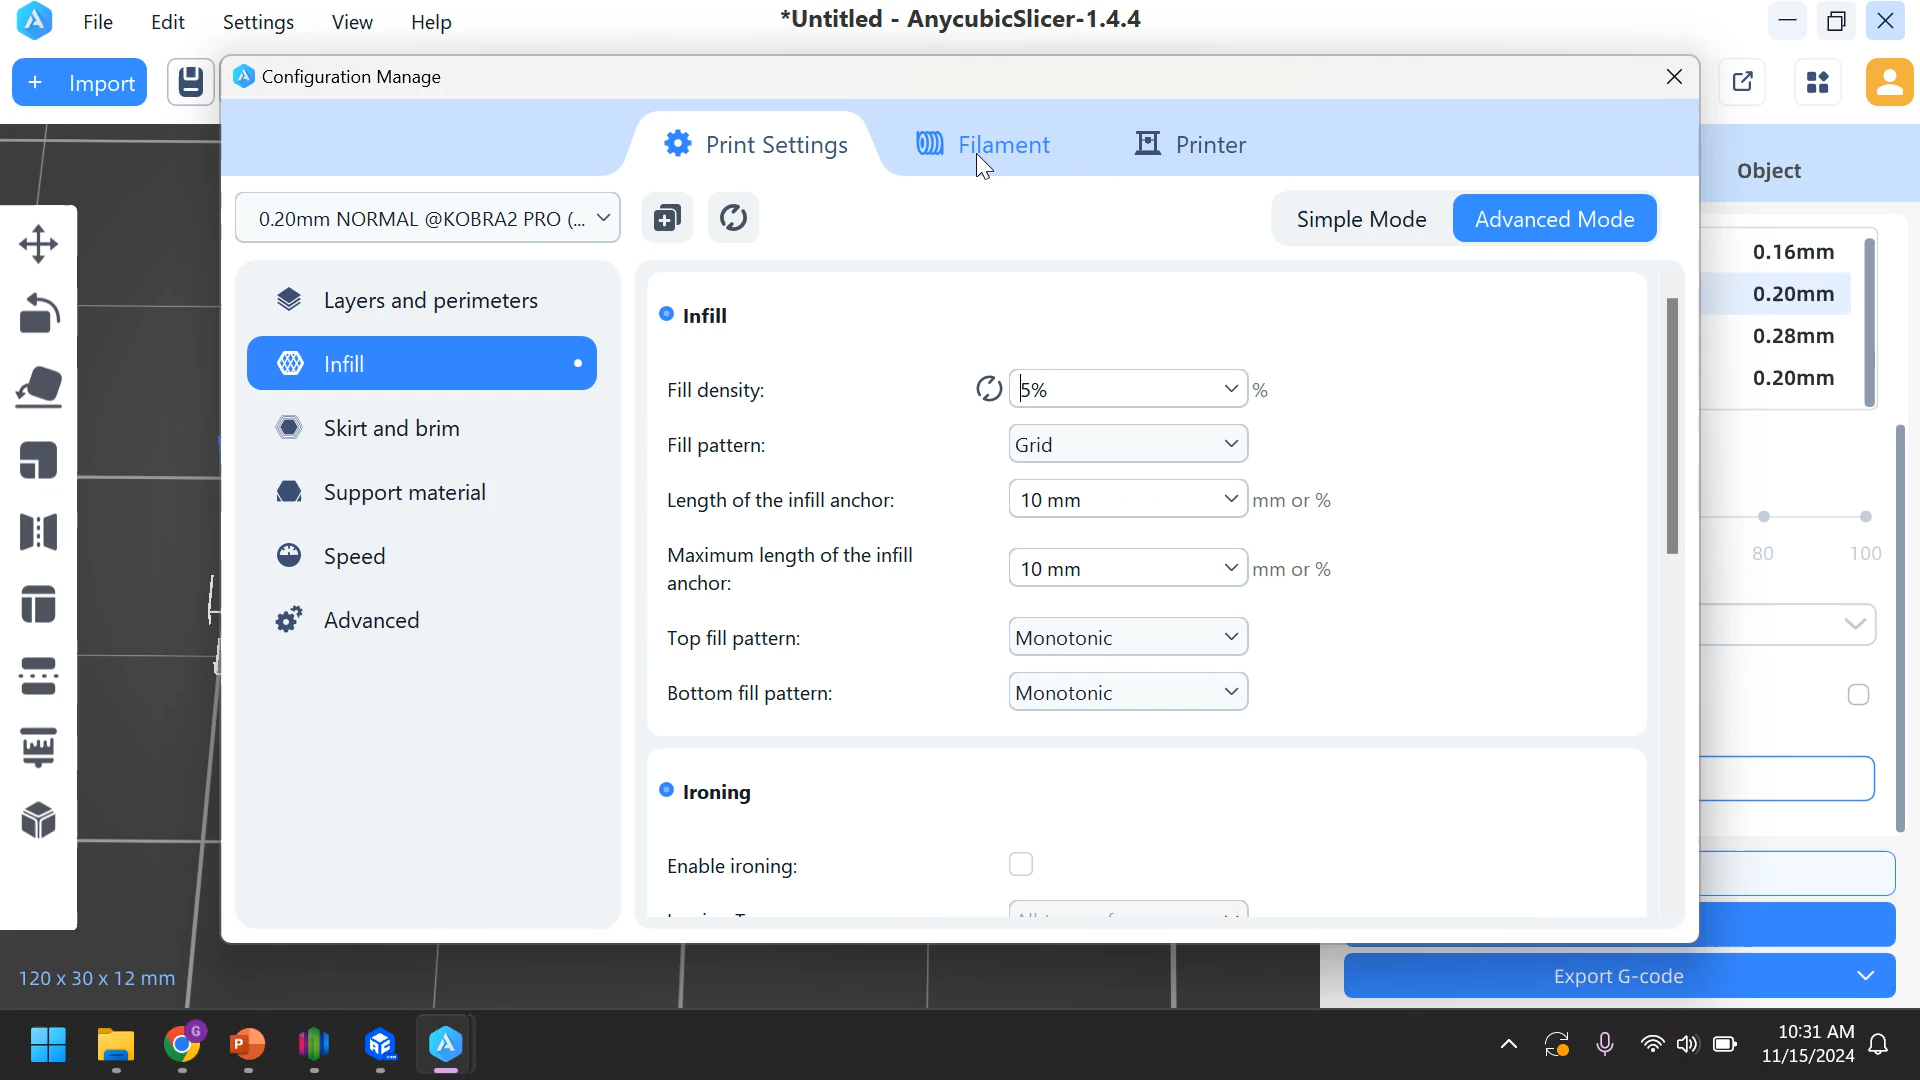 File Edit Settings View Help
*Untitled - AnycubicSlicer-1.4.4
+ Import
Configuration Manage
Print Settings
Filament
Printer
Object
0.20mm NORMAL @KOBRA2 PRO (...
Simple Mode
Advanced Mode
0.16mm
0.20mm
0.28mm
0.20mm
Layers and perimeters
Infill
Skirt and brim
Support material
Speed
Advanced
Infill
Fill density:
5%
%
Fill pattern:
Grid
Length of the infill anchor:
10 mm
mm or %
Maximum length of the infill
anchor:
10 mm
mm or %
Top fill pattern:
Monotonic
Bottom fill pattern:
Monotonic
Ironing
Enable ironing:
80
100
120 x 30 x 12 mm
Export G-code
10:31 AM
11/15/2024